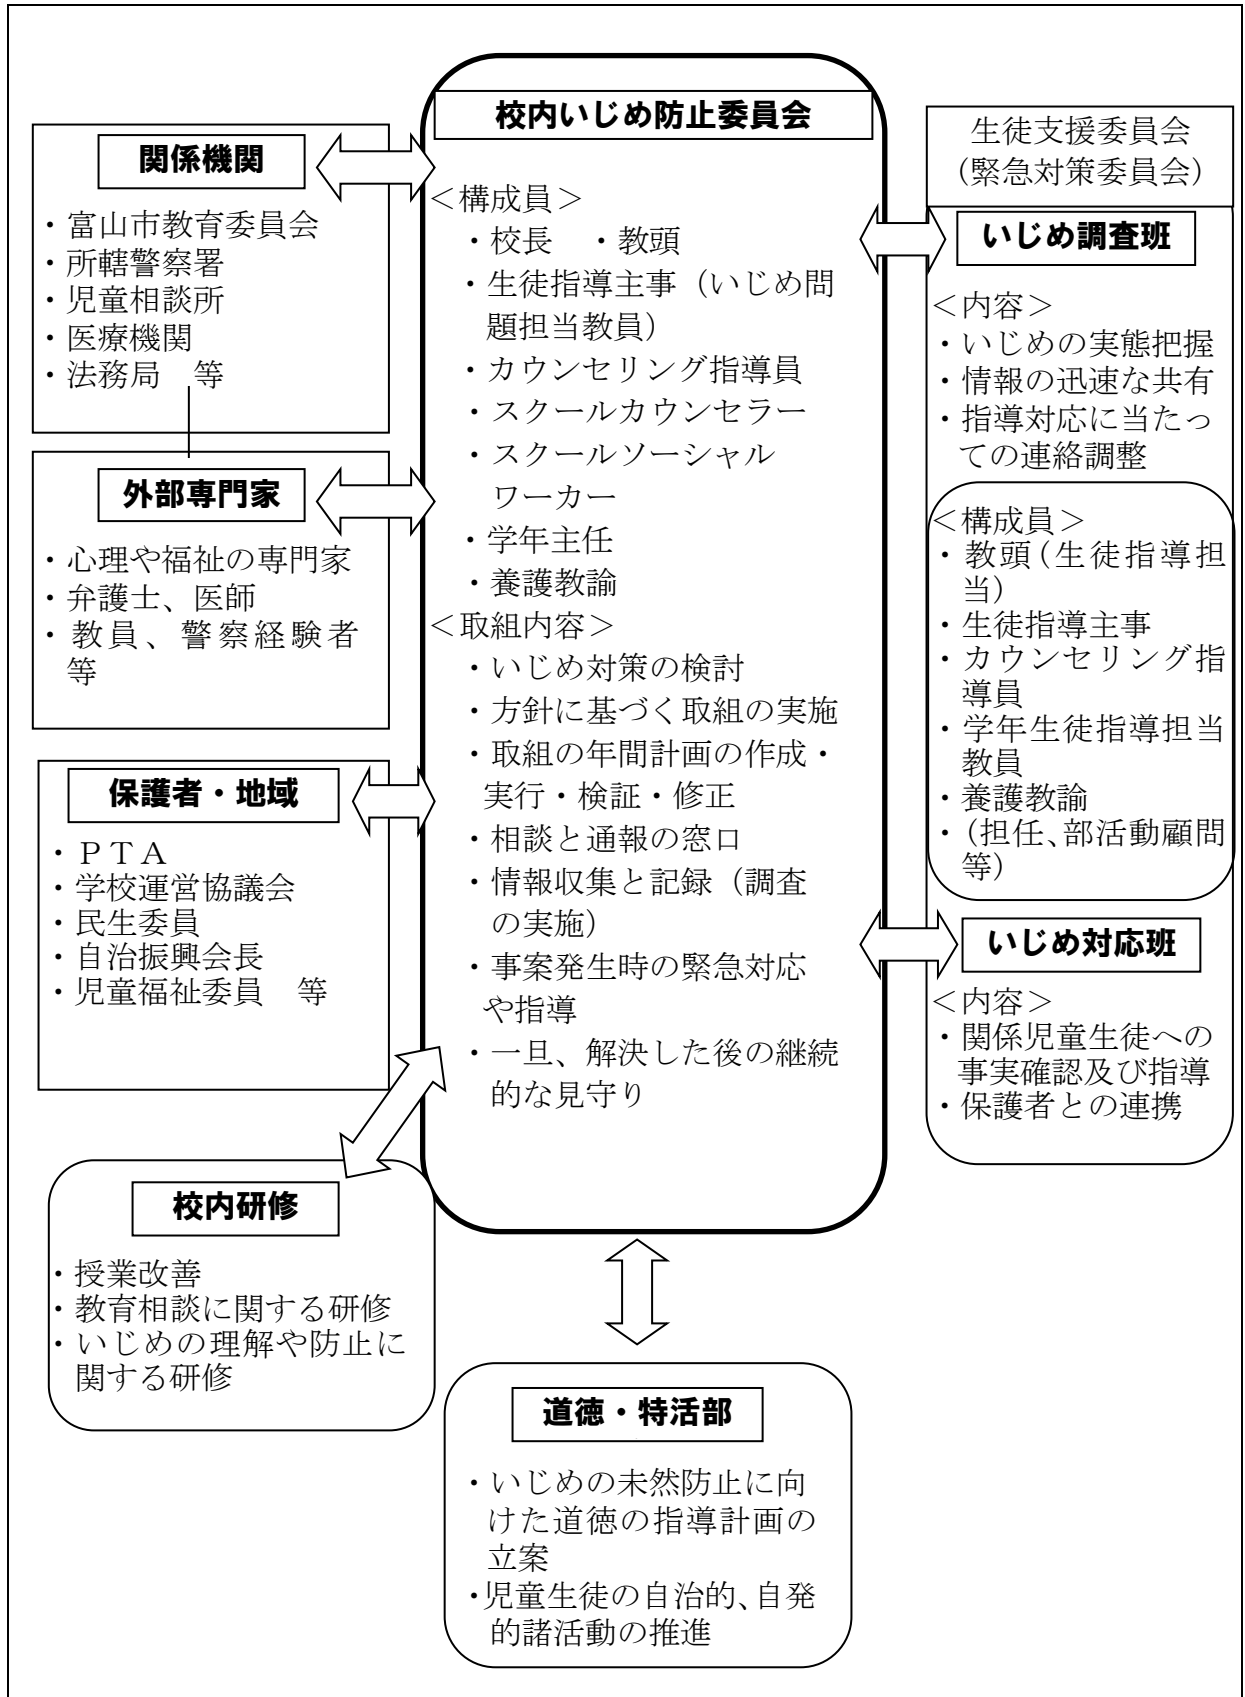 校内いじめ防止委員会
<構成員>
・校長　・教頭
・生徒指導主事（いじめ問
題担当教員）
・カウンセリング指導員
・スクールカウンセラー
・スクールソーシャル
ワーカー
・学年主任
・養護教諭
<取組内容>
・いじめ対策の検討
・方針に基づく取組の実施
・取組の年間計画の作成・
実行・検証・修正
・相談と通報の窓口
・情報収集と記録（調査
の実施）
・事案発生時の緊急対応
や指導
・一旦、解決した後の継続
的な見守り
関係機関
・富山市教育委員会
・所轄警察署
・児童相談所
・医療機関
・法務局　等
外部専門家
・心理や福祉の専門家
・弁護士、医師
・教員、警察経験者
等
保護者・地域
・ＰＴＡ
・学校運営協議会
・民生委員
・自治振興会長
・児童福祉委員　等
校内研修
・授業改善
・教育相談に関する研修
・いじめの理解や防止に
関する研修
生徒支援委員会
（緊急対策委員会）
いじめ調査班
<内容>
・いじめの実態把握
・情報の迅速な共有
・指導対応に当たっ
ての連絡調整
<構成員>
・教頭（生徒指導担
当）
・生徒指導主事
・カウンセリング指
導員
・学年生徒指導担当
教員
・養護教諭
・（担任、部活動顧問
等）
いじめ対応班
<内容>
・関係児童生徒への
事実確認及び指導
・保護者との連携
道徳・特活部
・いじめの未然防止に向
けた道徳の指導計画の
立案
・児童生徒の自治的、自発
的諸活動の推進